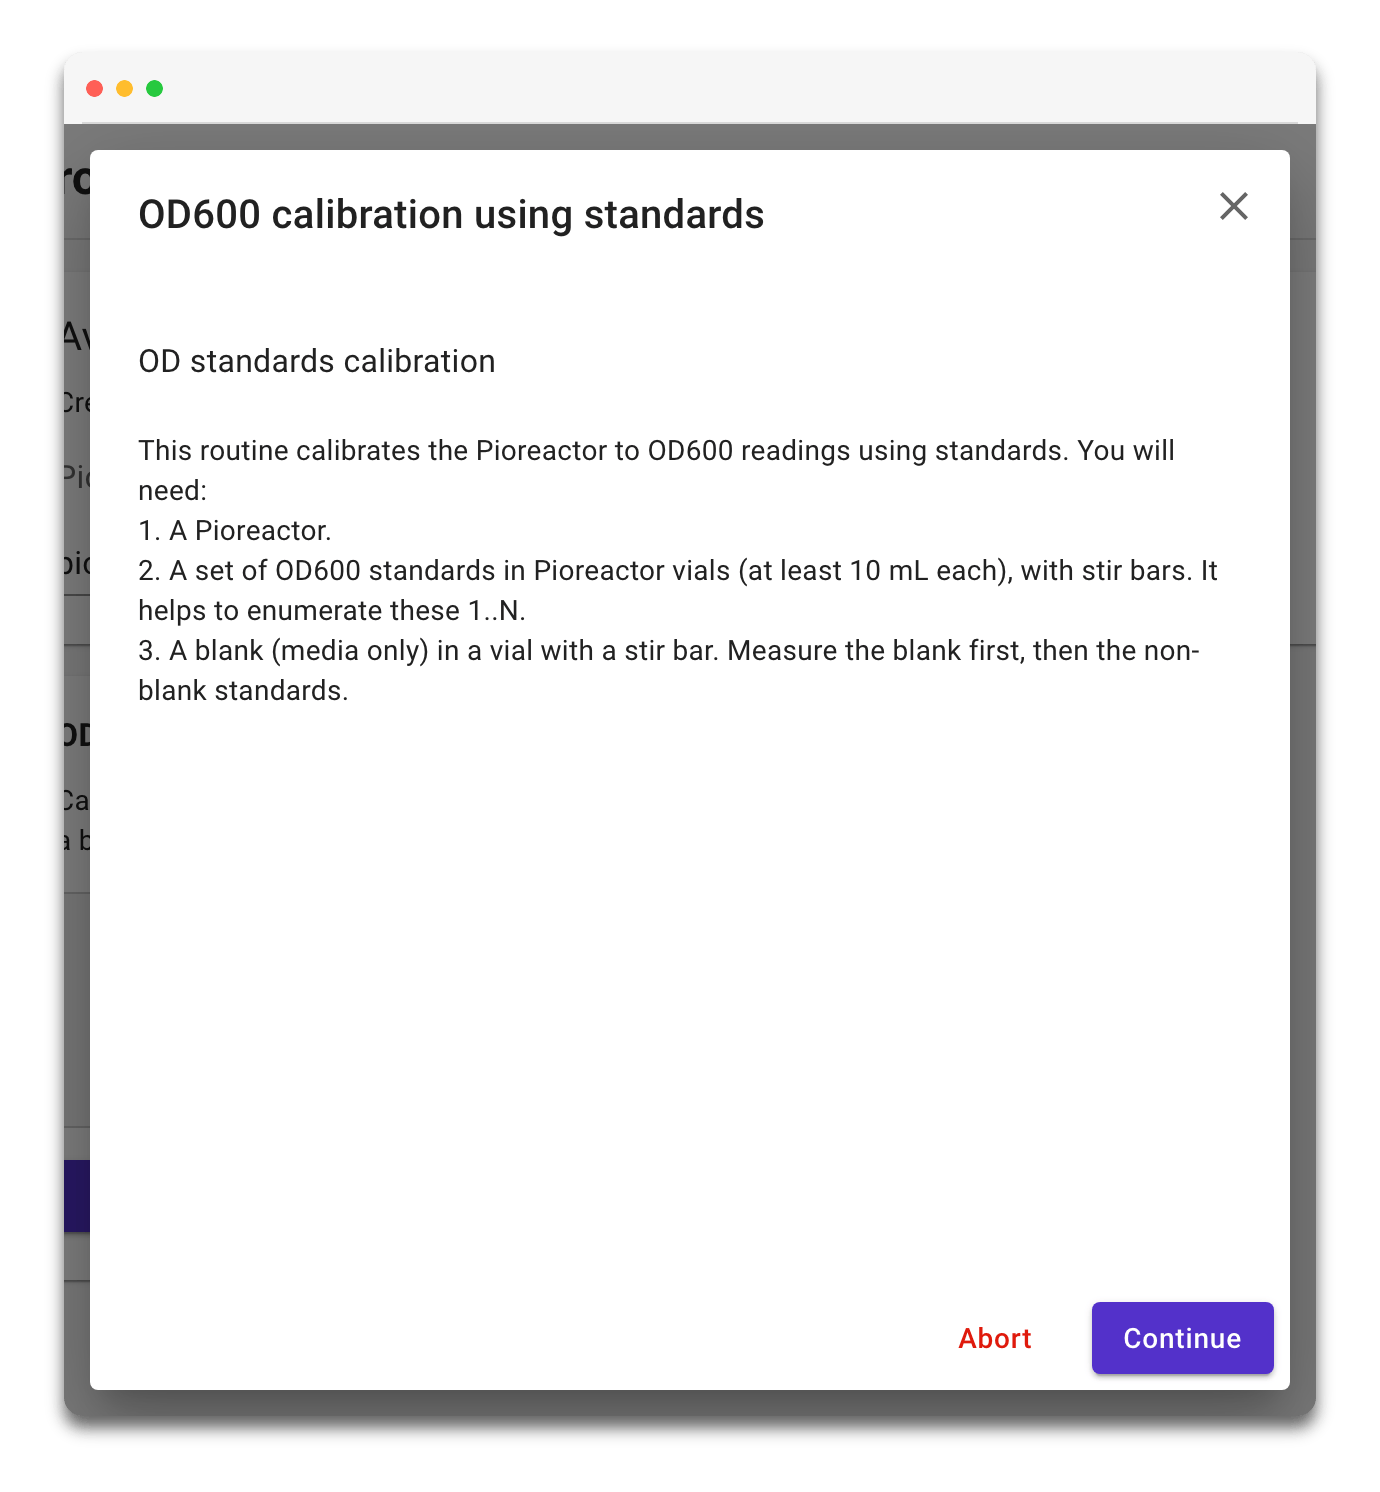 OD600 calibration using standards
OD standards calibration
This routine calibrates the Pioreactor to OD600 readings using standards. You will
need:
1. A Pioreactor.
2. A set of OD600 standards in Pioreactor vials (at least 10 mL each), with stir bars. It
helps to enumerate these 1..N.
3. A blank (media only) in a vial with a stir bar. Measure the blank first, then the non-
blank standards.
Abort
Continue